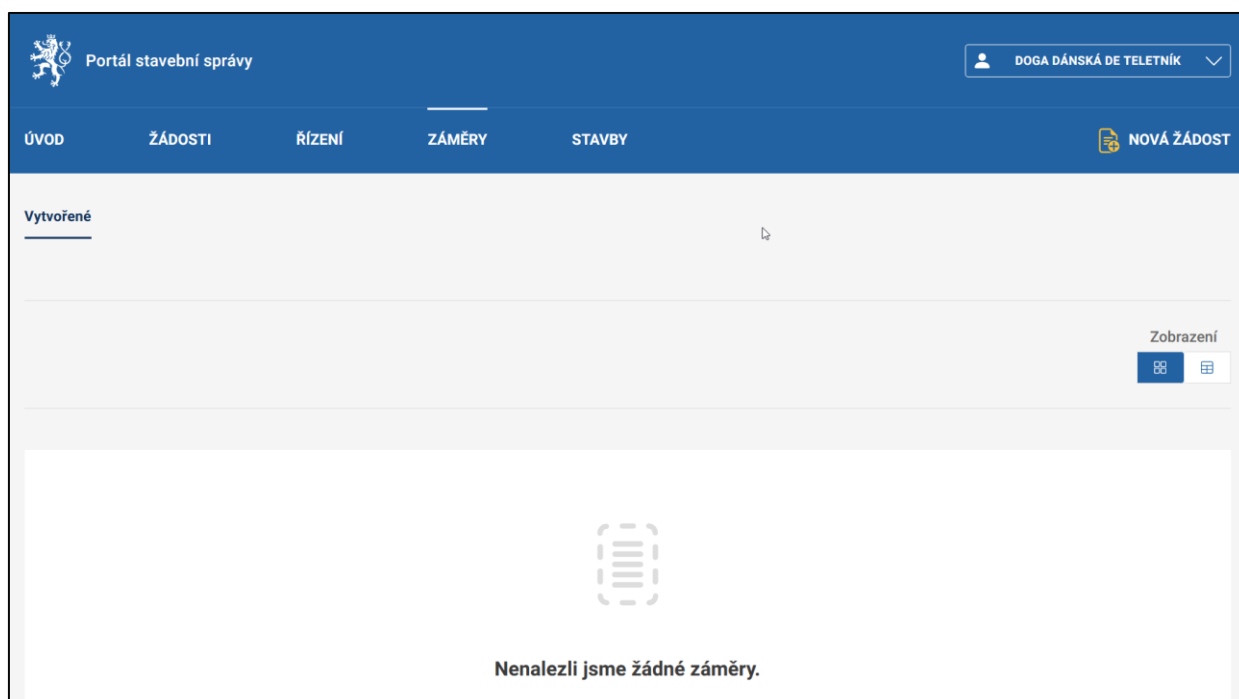 Portál stavební správy
DOGA DÁNSKÁ DE TELETNÍK
ÚVOD ŽÁDOSTI ŘÍZENÍ ZÁMĚRY STAVBY NOVÁ ŽÁDOST
Vytvořené
Zobrazení
Nenalezli jsme žádné záměry.